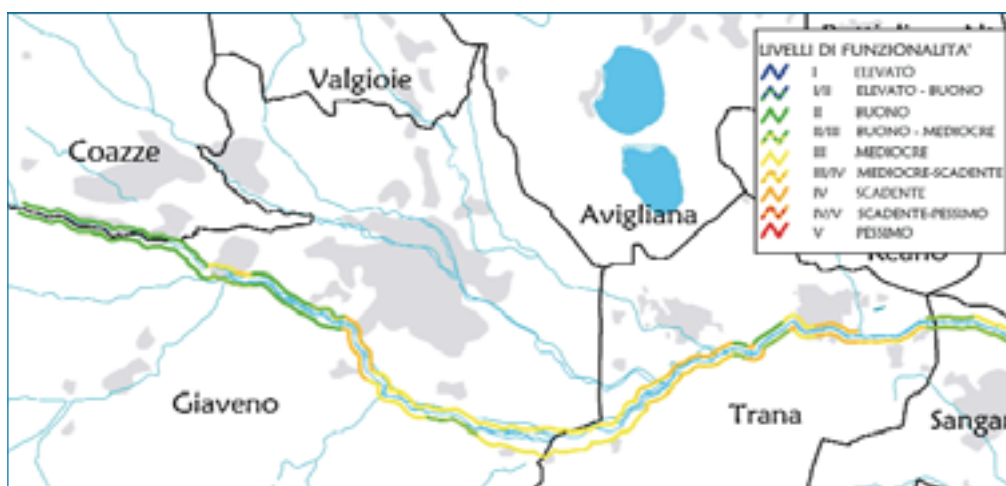 Valgioie
Coazze
Avigliana
Giaveno
Trana
Sangan
LIVELLI DI FUNZIONALITA'
I ELEVATO
I/II ELEVATO - BUONO
II BUONO
II/III BUONO - MEDIOCRE
III MEDIOCRE
III/IV MEDIOCRE-SCADENTE
IV SCADENTE
IV/V SCADENTE-PESSIMO
V PESSIMO